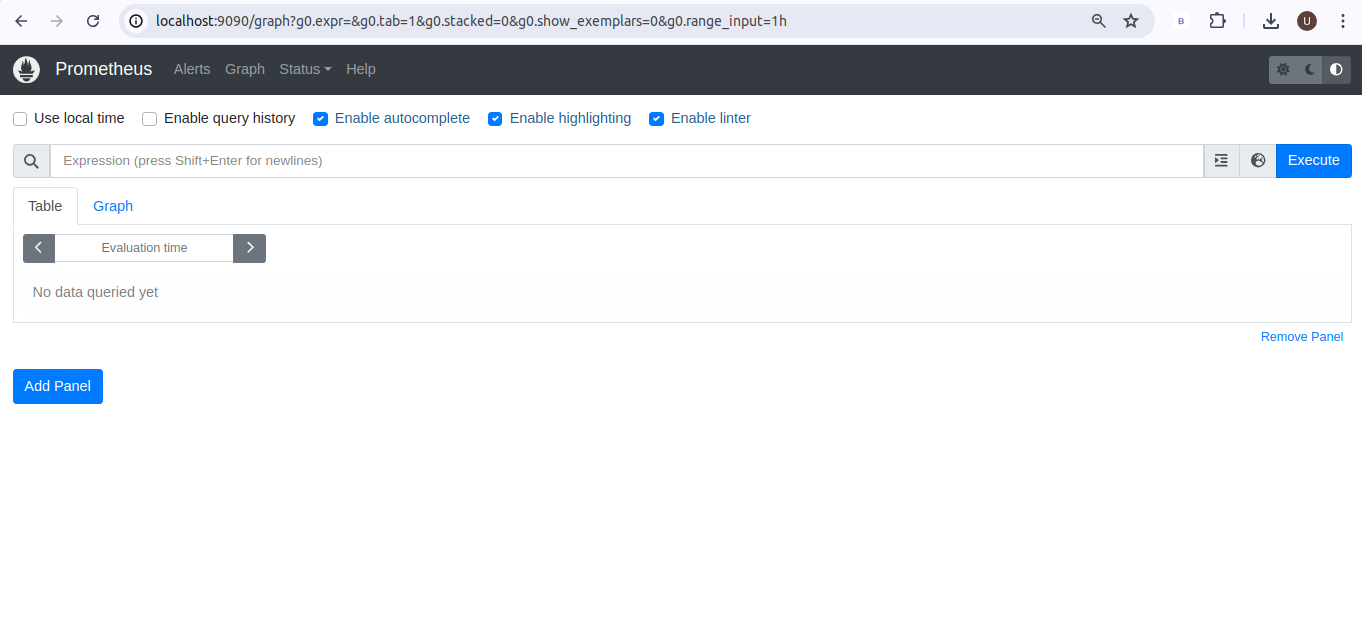 localhost:9090/graph?g0.expr=&g0.tab=1&g0.stacked=0&g0.show_exemplars=0&g0.range_input=1h
B
U
Prometheus Alerts Graph Status Help
Use local time Enable query history Enable autocomplete Enable highlighting Enable linter
Expression (press Shift+Enter for newlines) Execute
Table Graph
Evaluation time
No data queried yet
Remove Panel
Add Panel